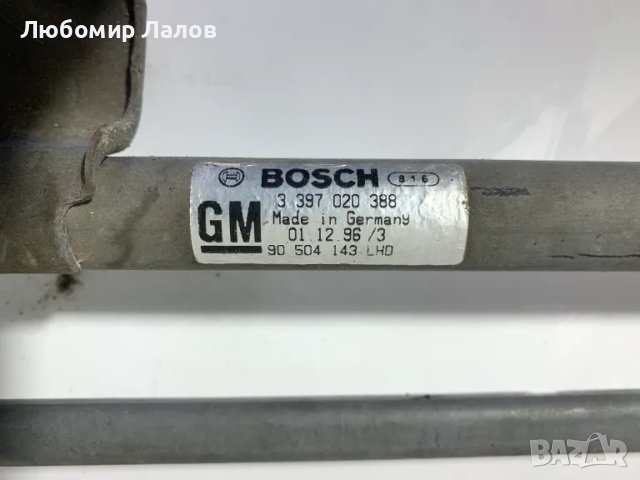 Любомир Лалов
BOSCH 816
3 397 020 388
GM
Made in Germany
01 12 96 /3
90 504 143 LHD
BAZAR